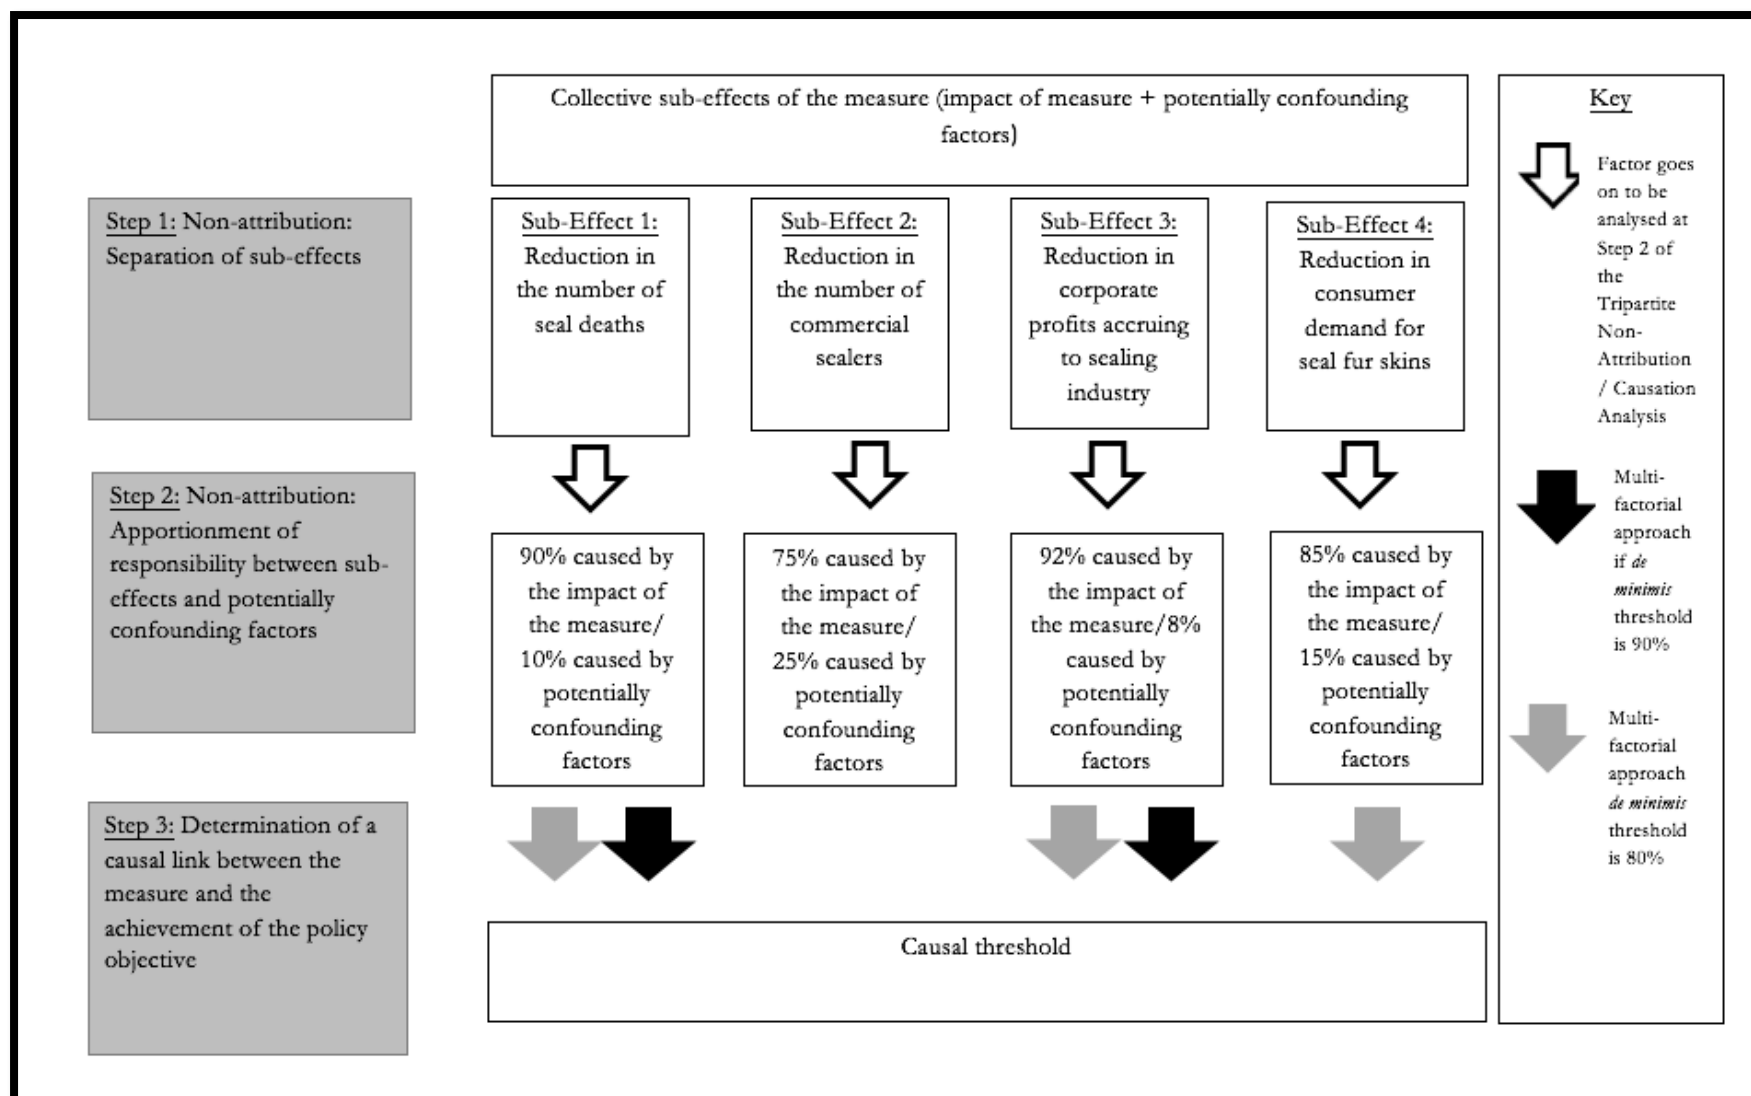 Collective sub-effects of the measure (impact of measure + potentially confounding
factors)
Step 1: Non-attribution:
Separation of sub-effects
Sub-Effect 1:
Reduction in
the number of
seal deaths
Sub-Effect 2:
Reduction in
the number of
commercial
sealers
Sub-Effect 3:
Reduction in
corporate
profits accruing
to sealing
industry
Sub-Effect 4:
Reduction in
consumer
demand for
seal fur skins
Step 2: Non-attribution:
Apportionment of
responsibility between sub-
effects and potentially
confounding factors
90% caused by
the impact of
the measure/
10% caused by
potentially
confounding
factors
75% caused by
the impact of
the measure/
25% caused by
potentially
confounding
factors
92% caused by
the impact of
the measure/8%
caused by
potentially
confounding
factors
85% caused by
the impact of
the measure/
15% caused by
potentially
confounding
factors
Step 3: Determination of a
causal link between the
measure and the
achievement of the policy
objective
Causal threshold
Key
Factor goes
on to be
analysed at
Step 2 of
the
Tripartite
Non-
Attribution
/ Causation
Analysis
Multi-
factorial
approach
if de
minimis
threshold
is 90%
Multi-
factorial
approach
de minimis
threshold
is 80%